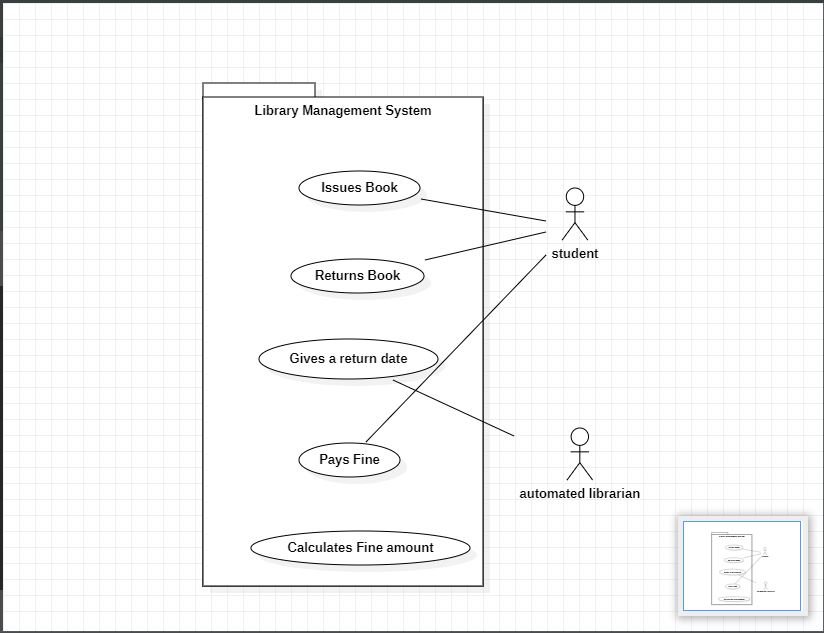 Library Management System
Issues Book
student
Returns Book
Gives a return date
Pays Fine
automated librarian
Calculates Fine amount